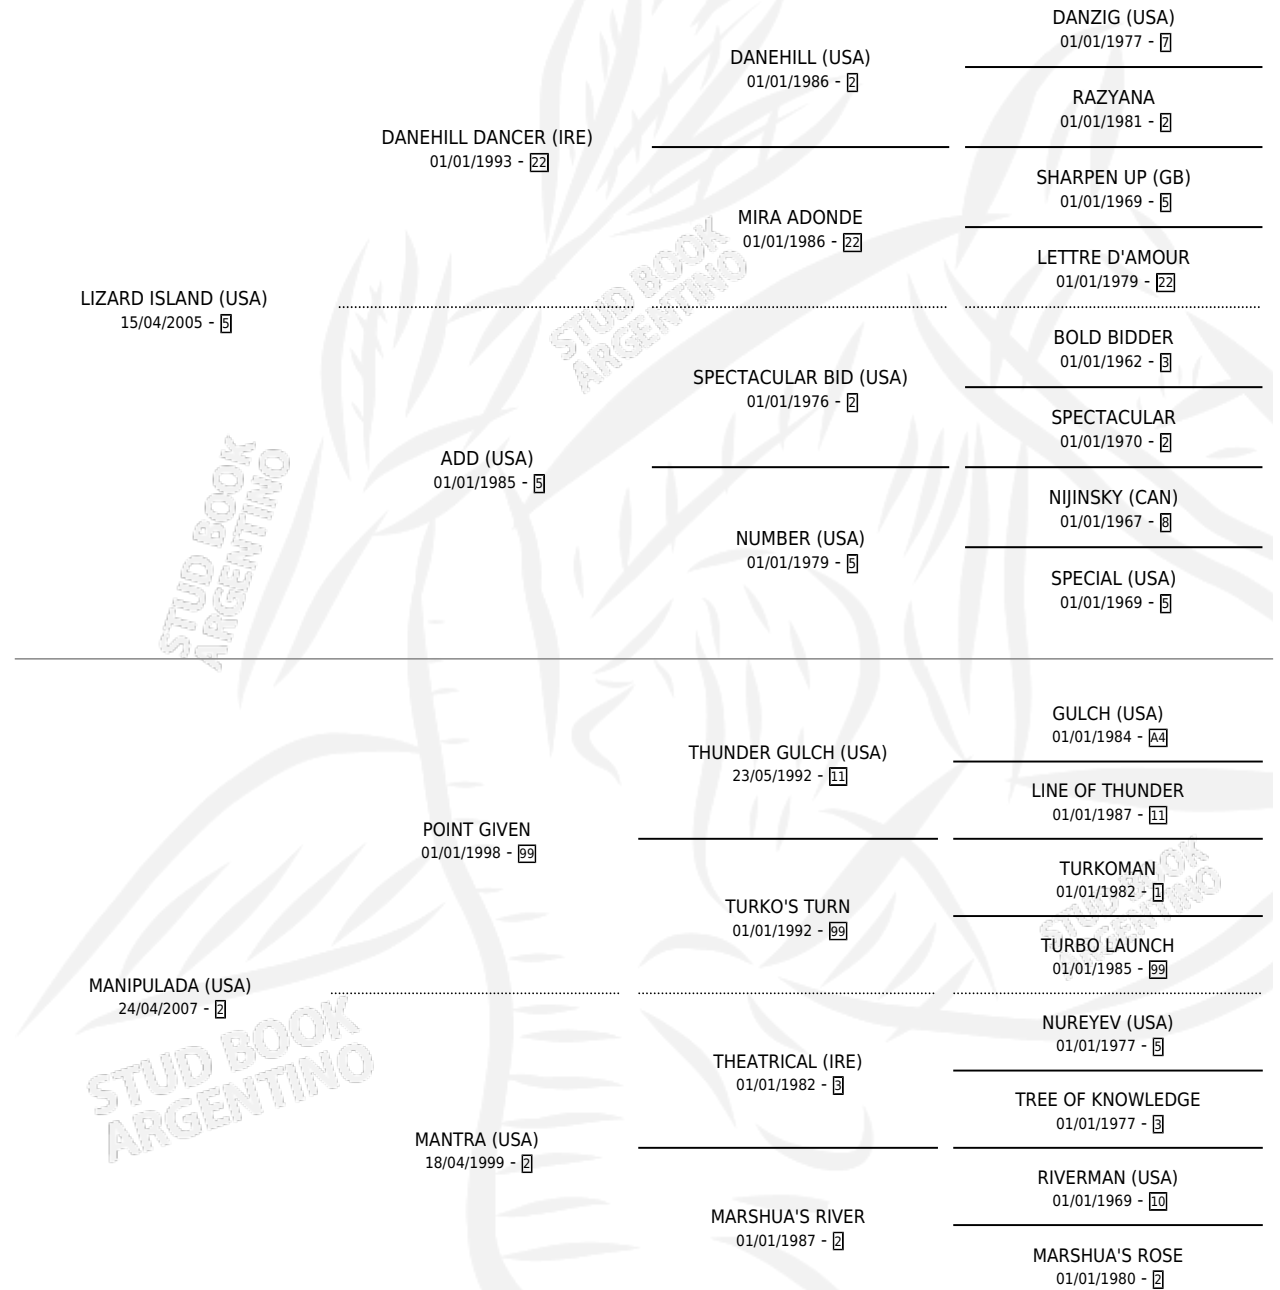 DANZIG (USA)
01/01/1977 - 7
DANEHILL (USA)
01/01/1986 - 2
RAZYANA
01/01/1981 - 2
DANEHILL DANCER (IRE)
01/01/1993 - 22
SHARPEN UP (GB)
01/01/1969 - 5
MIRA ADONDE
01/01/1986 - 22
LETTRE D'AMOUR
01/01/1979 - 22
LIZARD ISLAND (USA)
15/04/2005 - 5
BOLD BIDDER
01/01/1962 - 3
SPECTACULAR BID (USA)
01/01/1976 - 2
SPECTACULAR
01/01/1970 - 2
ADD (USA)
01/01/1985 - 5
NIJINSKY (CAN)
01/01/1967 - 8
NUMBER (USA)
01/01/1979 - 5
SPECIAL (USA)
01/01/1969 - 5
GULCH (USA)
01/01/1984 - A4
THUNDER GULCH (USA)
23/05/1992 - 11
LINE OF THUNDER
01/01/1987 - 11
POINT GIVEN
01/01/1998 - 99
TURKOMAN
01/01/1982 - 1
TURKO'S TURN
01/01/1992 - 99
TURBO LAUNCH
01/01/1985 - 99
MANIPULADA (USA)
24/04/2007 - 2
NUREYEV (USA)
01/01/1977 - 5
THEATRICAL (IRE)
01/01/1982 - 3
TREE OF KNOWLEDGE
01/01/1977 - 3
MANTRA (USA)
18/04/1999 - 2
RIVERMAN (USA)
01/01/1969 - 10
MARSHUA'S RIVER
01/01/1987 - 2
MARSHUA'S ROSE
01/01/1980 - 2
STUD BOOK
ARGENTINO
STUD BOOK
ARGENTINO
STUD BOOK
ARGENTINO
STUD BOOK
ARGENTINO